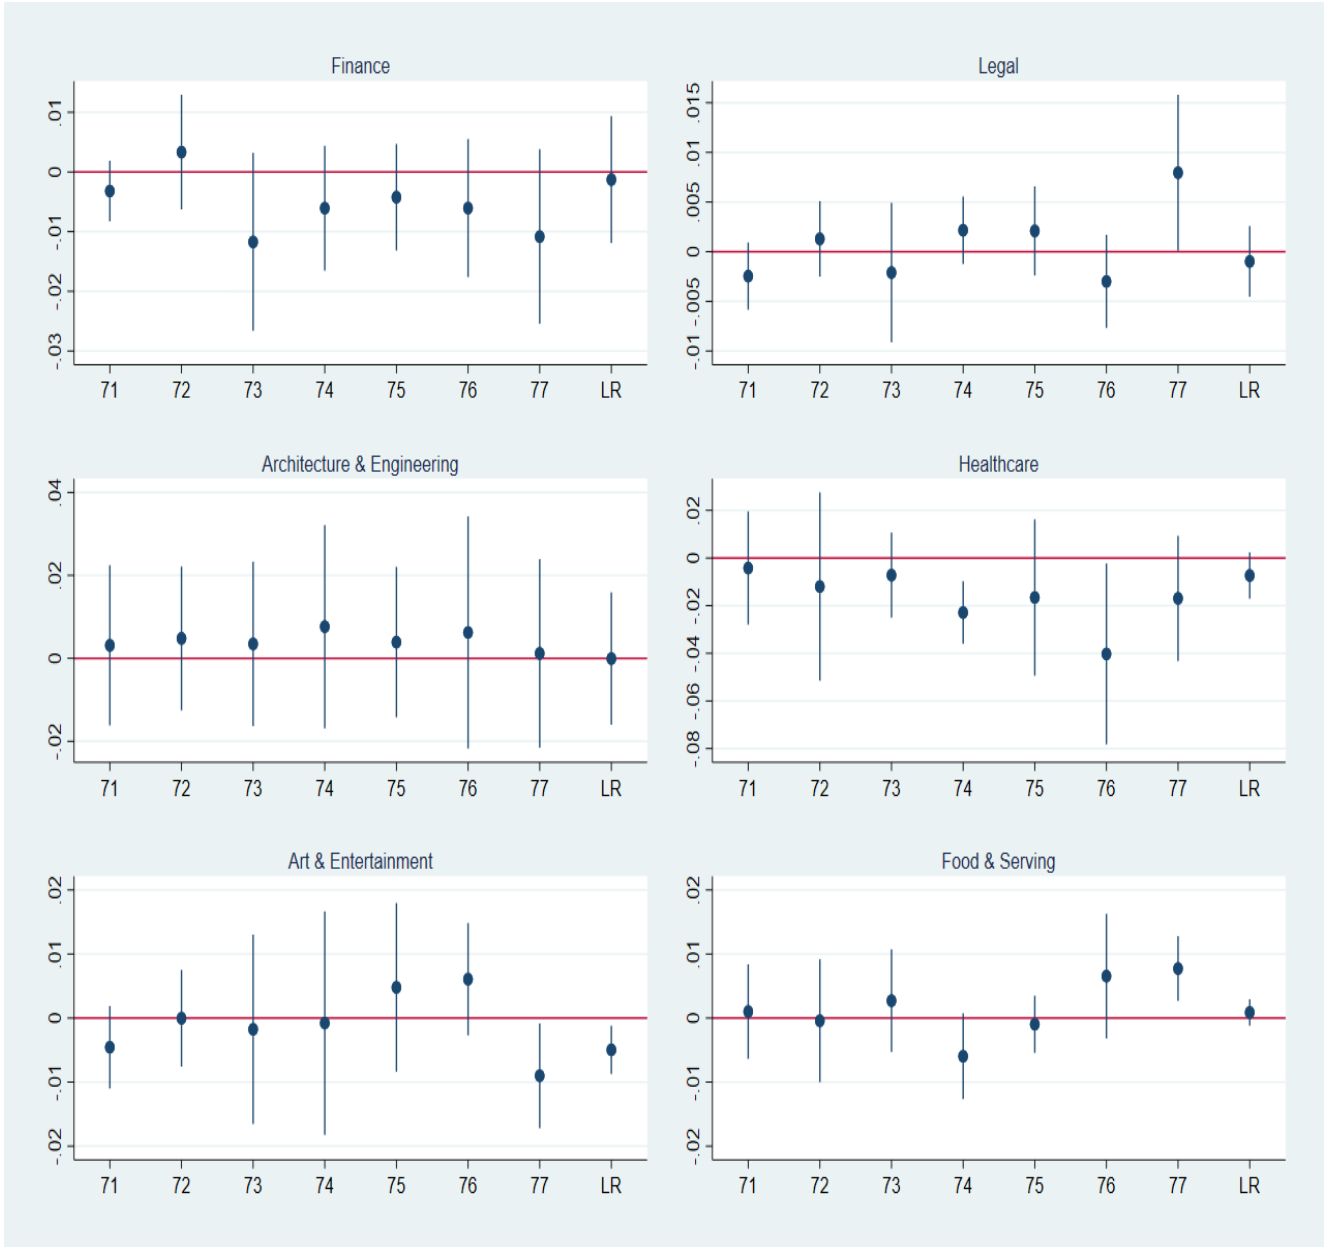 Finance
.01
0
-.01
-.02
-.03
71 72 73 74 75 76 77 LR
Legal
.015
.01
.005
0
-.005
-.01
71 72 73 74 75 76 77 LR
Architecture & Engineering
.04
.02
0
-.02
71 72 73 74 75 76 77 LR
Healthcare
.02
0
-.02
-.04
-.06
-.08
71 72 73 74 75 76 77 LR
Art & Entertainment
.02
.01
0
-.01
-.02
71 72 73 74 75 76 77 LR
Food & Serving
.02
.01
0
-.01
-.02
71 72 73 74 75 76 77 LR